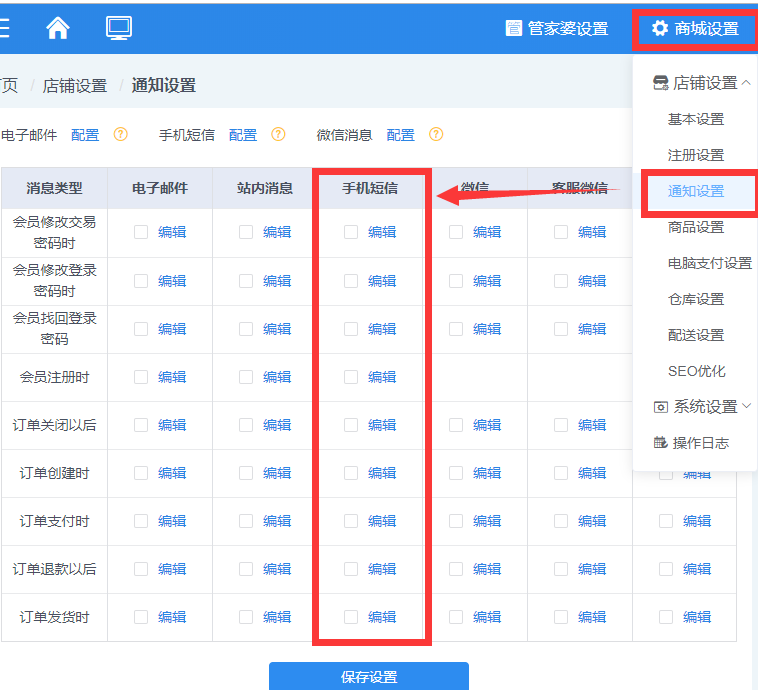 管家婆设置 商城设置
页 / 店铺设置 / 通知设置
电子邮件 配置 ? 手机短信 配置 ? 微信消息 配置 ?
消息类型 电子邮件 站内消息 手机短信 微信 客服微信
会员修改交易
密码时 编辑 编辑 编辑 编辑 编辑
会员修改登录
密码时 编辑 编辑 编辑 编辑 编辑
会员找回登录
密码 编辑 编辑 编辑 编辑 编辑
会员注册时 编辑 编辑 编辑
订单关闭以后 编辑 编辑 编辑 编辑 编辑
订单创建时 编辑 编辑 编辑 编辑 编辑 编辑
订单支付时 编辑 编辑 编辑 编辑 编辑 编辑
订单退款以后 编辑 编辑 编辑 编辑 编辑 编辑
订单发货时 编辑 编辑 编辑 编辑 编辑 编辑
保存设置
店铺设置
基本设置
注册设置
通知设置
商品设置
电脑支付设置
仓库设置
配送设置
SEO优化
系统设置
操作日志